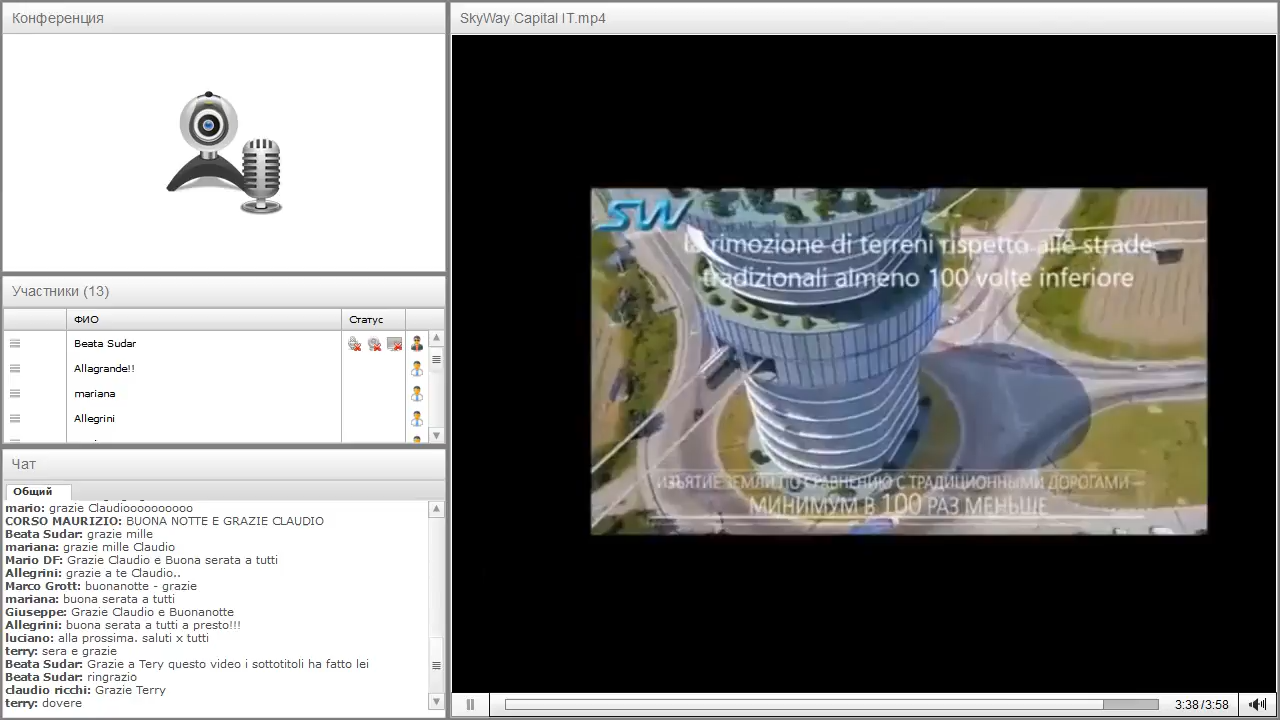 Конференция
SkyWay Capital IT.mp4
SW
la rimozione di terreni rispetto alle strade
tradizionali almeno 100 volte inferiore
ИЗЪЯТИЕ ЗЕМЛИ ПО СРАВНЕНИЮ С ТРАДИЦИОННЫМИ ДОРОГАМИ –
МИНИМУМ В 100 РАЗ МЕНЬШЕ
3:38/3:58
Участники (13)
ФИО Статус
Beata Sudar
Allagrande!!
mariana
Allegrini
Чат
Общий
mario: grazie Claudioooooooooo
CORSO MAURIZIO: BUONA NOTTE E GRAZIE CLAUDIO
Beata Sudar: grazie mille
mariana: grazie mille Claudio
Mario DF: Grazie Claudio e Buona serata a tutti
Allegrini: grazie a te Claudio..
Marco Grott: buonanotte - grazie
mariana: buona serata a tutti
Giuseppe: Grazie Claudio e Buonanotte
Allegrini: buona serata a tutti a presto!!!
luciano: alla prossima. saluti x tutti
terry: sera e grazie
Beata Sudar: Grazie a Tery questo video i sottotitoli ha fatto lei
Beata Sudar: ringrazio
claudio ricchi: Grazie Terry
terry: dovere